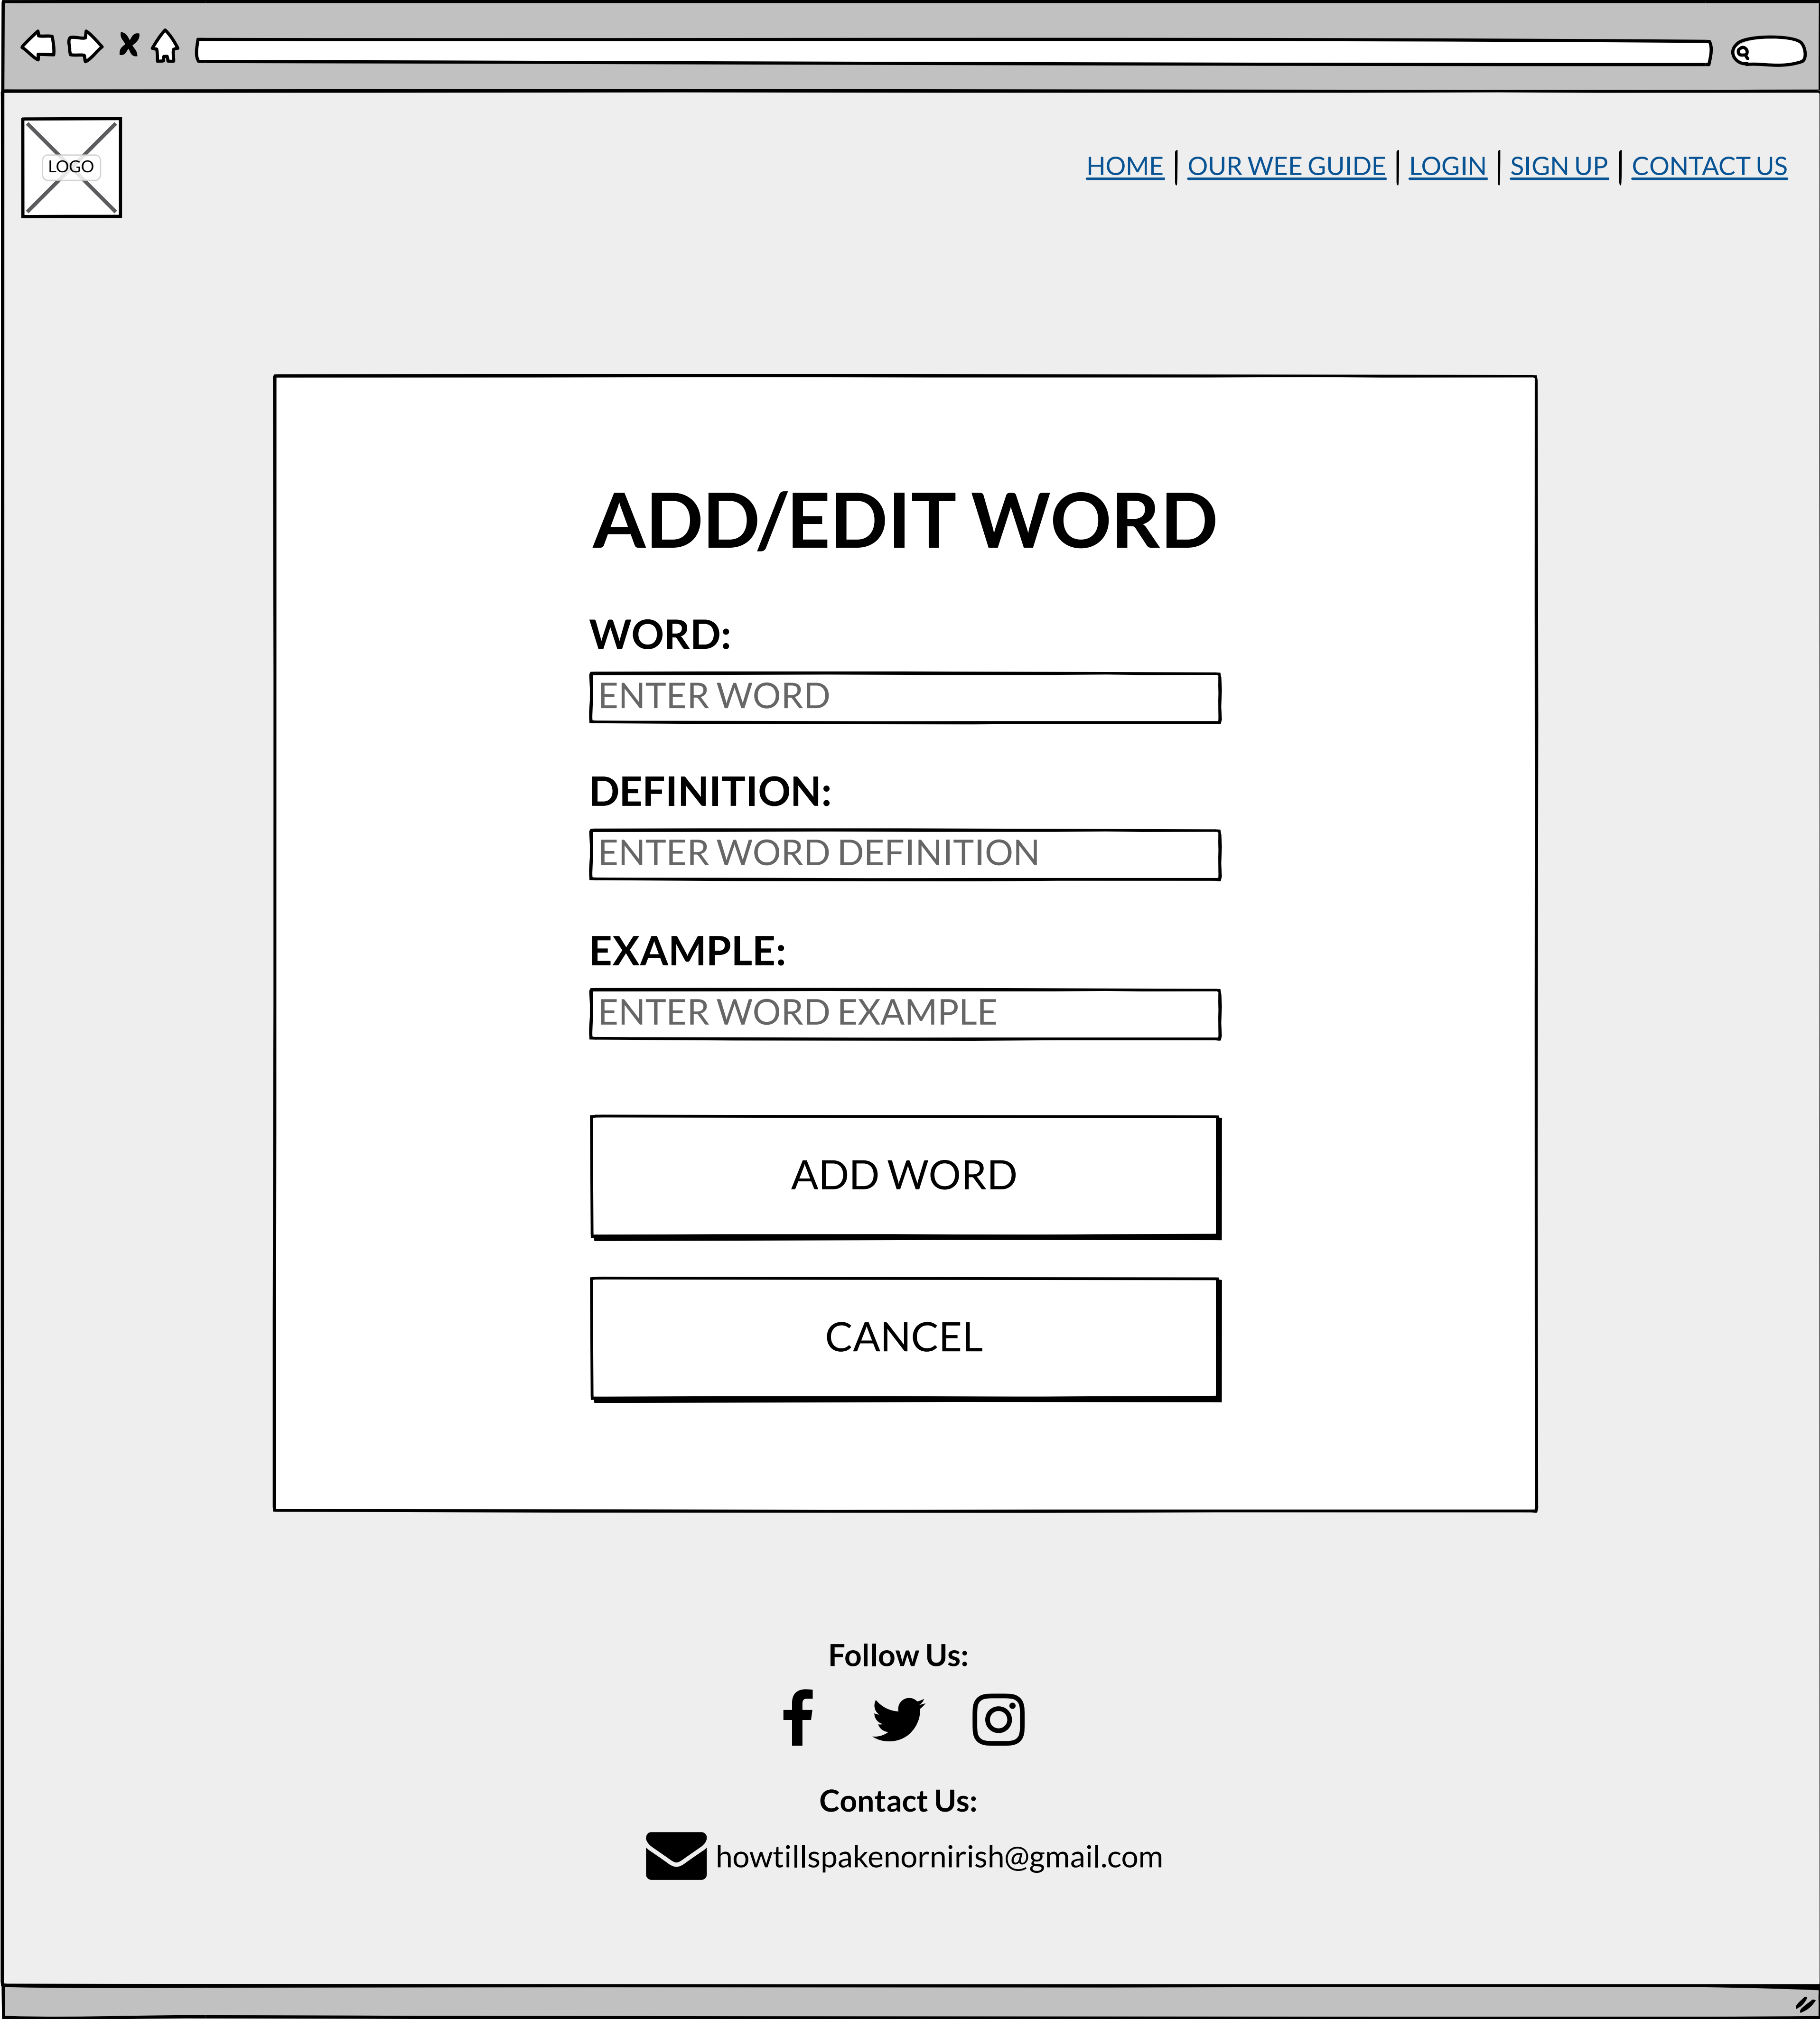 LOGO
HOME | OUR WEE GUIDE | LOGIN | SIGN UP | CONTACT US
ADD/EDIT WORD
WORD:
ENTER WORD
DEFINITION:
ENTER WORD DEFINITION
EXAMPLE:
ENTER WORD EXAMPLE
ADD WORD
CANCEL
Follow Us:
Contact Us:
howtillspakenornirish@gmail.com